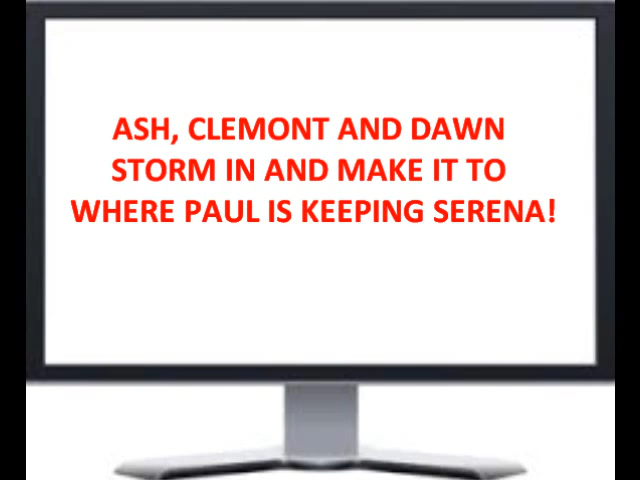 ASH, CLEMONT AND DAWN
STORM IN AND MAKE IT TO
WHERE PAUL IS KEEPING SERENA!